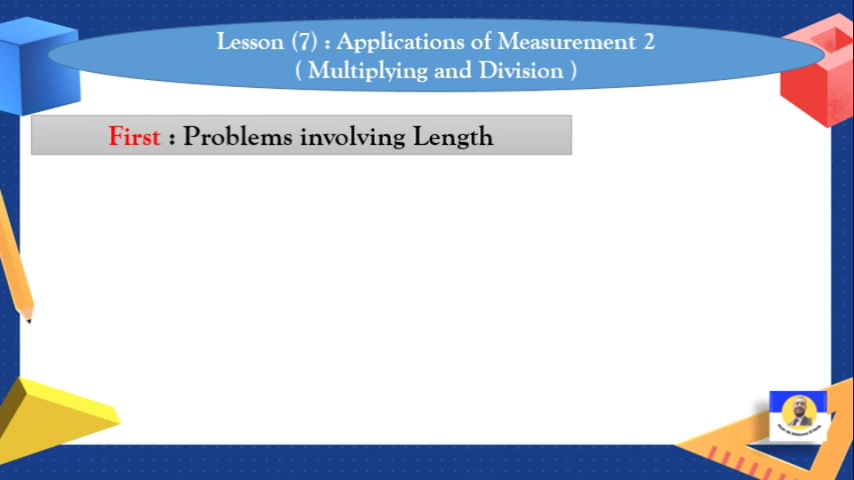 Lesson (7) : Applications of Measurement 2
( Multiplying and Division )
First : Problems involving Length